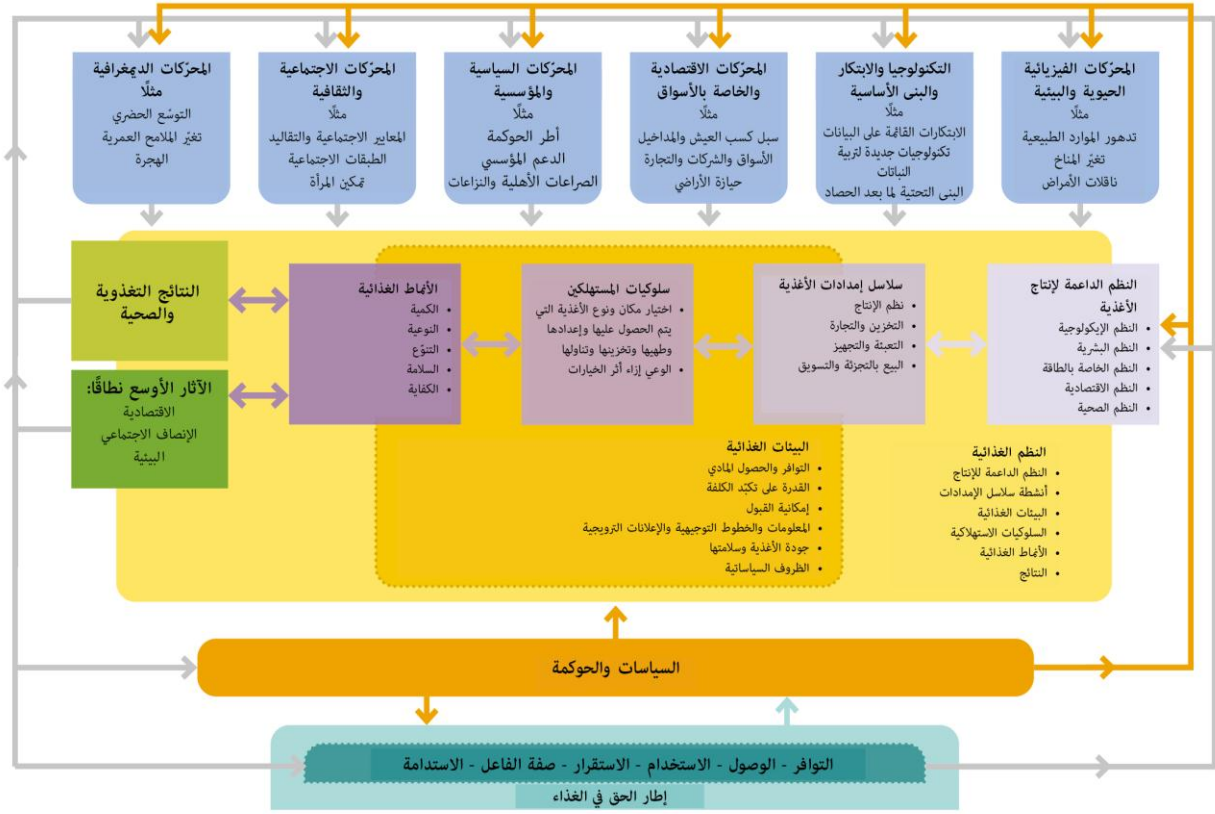 المحرّكات الفيزيائية
الحيوية والبيئية
مثلًا
تدهور الموارد الطبيعية
تغيّر المناخ
ناقلات الأمراض
التكنولوجيا والابتكار
والبنى الأساسية
مثلًا
الابتكارات القائمة على البيانات
تكنولوجيات جديدة لتربية
النباتات
البنى التحتية لما بعد الحصاد
المحرّكات الاقتصادية
والخاصة بالأسواق
مثلًا
سبل كسب العيش والمداخيل
الأسواق والشركات والتجارة
حيازة الأراضي
المحرّكات السياسية
والمؤسسية
مثلًا
أطر الحوكمة
الدعم المؤسسي
الصراعات الأهلية والنزاعات
المحرّكات الاجتماعية
والثقافية
مثلًا
المعايير الاجتماعية والتقاليد
الطبقات الاجتماعية
تمكين المرأة
المحرّكات الديمغرافية
مثلًا
التوسّع الحضري
تغيّر الملامح العمرية
الهجرة
النظم الداعمة لإنتاج
الأغذية
• النظم الإيكولوجية
• النظم البشرية
• النظم الخاصة بالطاقة
• النظم الاقتصادية
• النظم الصحية
سلاسل إمدادات الأغذية
• نظم الإنتاج
• التخزين والتجارة
• التعبئة والتجهيز
• البيع بالتجزئة والتسويق
سلوكيات المستهلكين
• اختيار مكان ونوع الأغذية التي
يتم الحصول عليها وإعدادها
وطهيها وتخزينها وتناولها
• الوعي إزاء أثر الخيارات
الأنماط الغذائية
• الكمية
• النوعية
• التنوّع
• السلامة
• الكفاية
النتائج التغذوية
والصحية
الآثار الأوسع نطاقًا:
الاقتصادية
الإنصاف الاجتماعي
البيئية
النظم الغذائية
• النظم الداعمة للإنتاج
• أنشطة سلاسل الإمدادات
• البيئات الغذائية
• السلوكيات الاستهلاكية
• الأنماط الغذائية
• النتائج
البيئات الغذائية
• التوافر والحصول المادي
• القدرة على تكبّد الكلفة
• إمكانية القبول
• المعلومات والخطوط التوجيهية والإعلانات الترويجية
• جودة الأغذية وسلامتها
• الظروف السياساتية
السياسات والحوكمة
التوافر - الوصول - الاستخدام - الاستقرار - صفة الفاعل - الاستدامة
إطار الحق في الغذاء